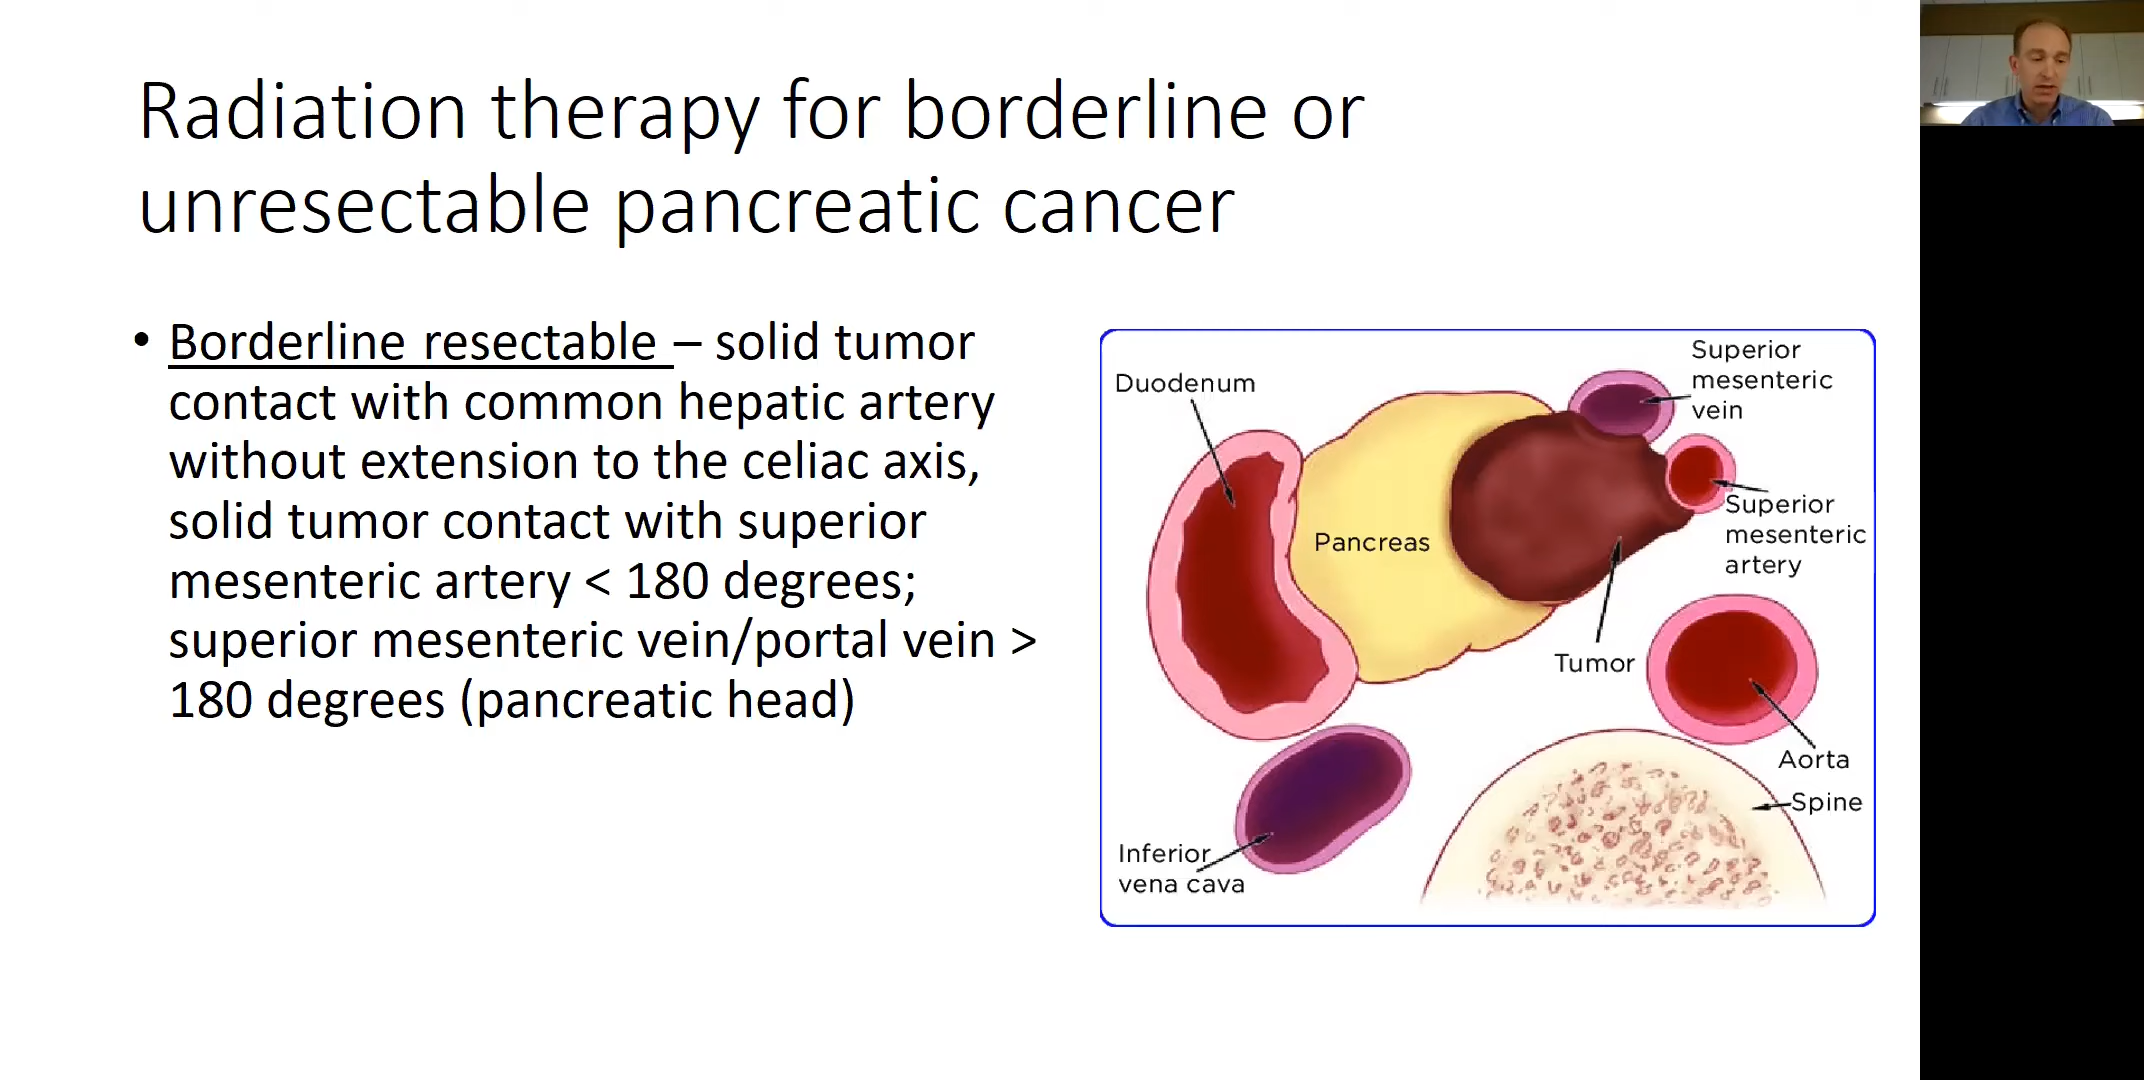 Radiation therapy for borderline or
unresectable pancreatic cancer
• Borderline resectable – solid tumor
contact with common hepatic artery
without extension to the celiac axis,
solid tumor contact with superior
mesenteric artery < 180 degrees;
superior mesenteric vein/portal vein >
180 degrees (pancreatic head)
Duodenum
Superior
mesenteric
vein
Superior
mesenteric
artery
Pancreas
Tumor
Aorta
Spine
Inferior
vena cava